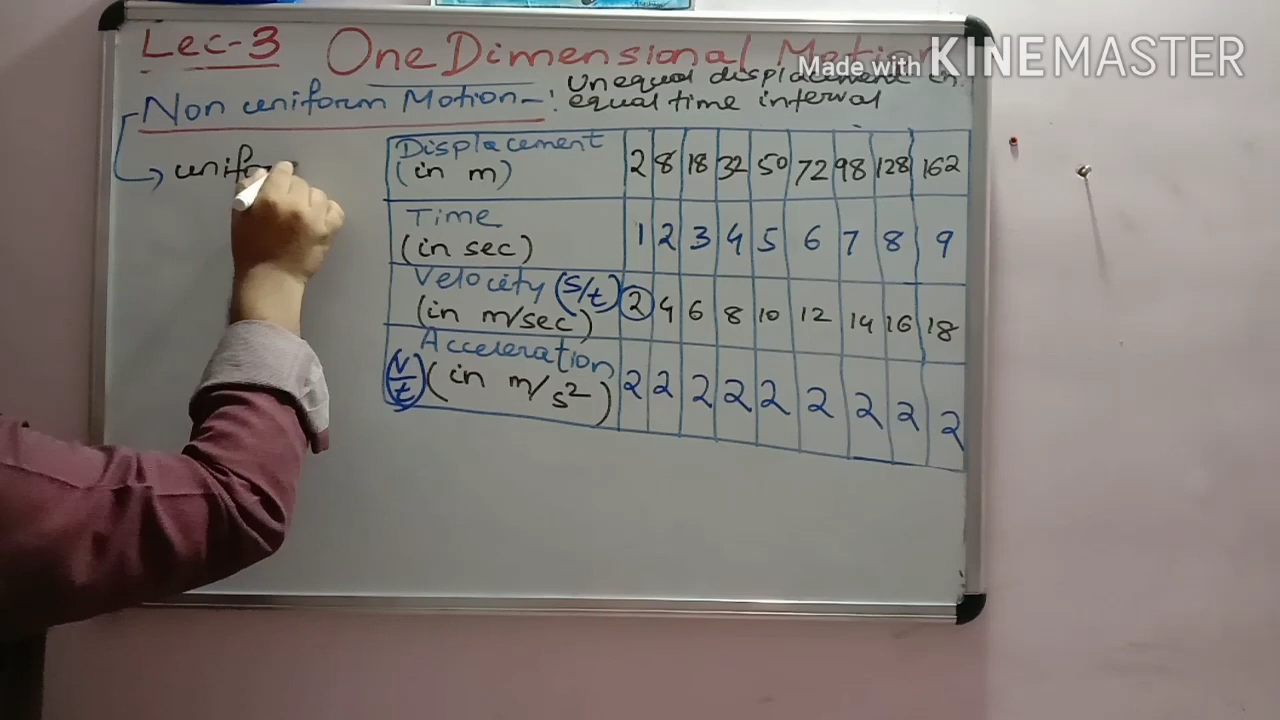 Lec-3 One Dimensional Motion
Made with KINEMASTER
Non uniform Motion -: Unequal displacement in
equal time interval
→ unifo
Displacement (in m) 2 8 18 32 50 72 98 128 162
Time (in sec) 1 2 3 4 5 6 7 8 9
Velocity (s/t) (in m/sec) 2 4 6 8 10 12 14 16 18
Acceleration v/t (in m/s²) 2 2 2 2 2 2 2 2 2